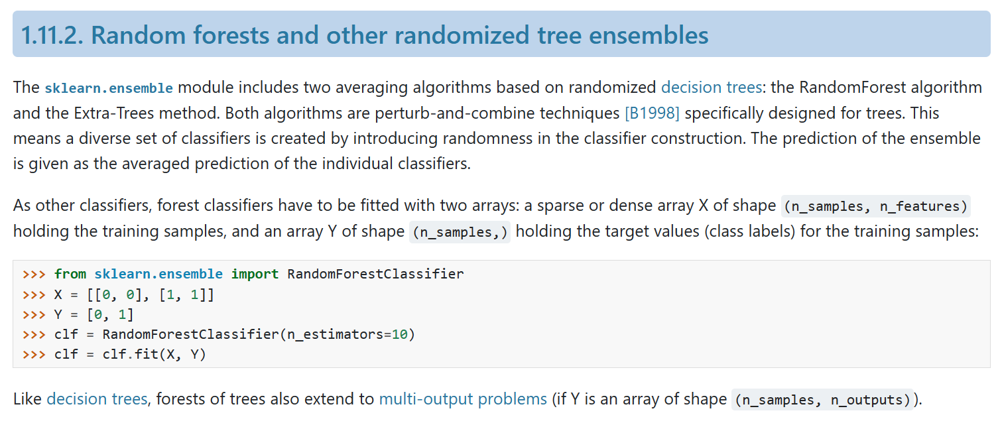 1.11.2. Random forests and other randomized tree ensembles
The sklearn.ensemble module includes two averaging algorithms based on randomized decision trees: the RandomForest algorithm
and the Extra-Trees method. Both algorithms are perturb-and-combine techniques [B1998] specifically designed for trees. This
means a diverse set of classifiers is created by introducing randomness in the classifier construction. The prediction of the ensemble
is given as the averaged prediction of the individual classifiers.
As other classifiers, forest classifiers have to be fitted with two arrays: a sparse or dense array X of shape (n_samples, n_features)
holding the training samples, and an array Y of shape (n_samples,) holding the target values (class labels) for the training samples:
>>> from sklearn.ensemble import RandomForestClassifier
>>> X = [[0, 0], [1, 1]]
>>> Y = [0, 1]
>>> clf = RandomForestClassifier(n_estimators=10)
>>> clf = clf.fit(X, Y)
Like decision trees, forests of trees also extend to multi-output problems (if Y is an array of shape (n_samples, n_outputs)).